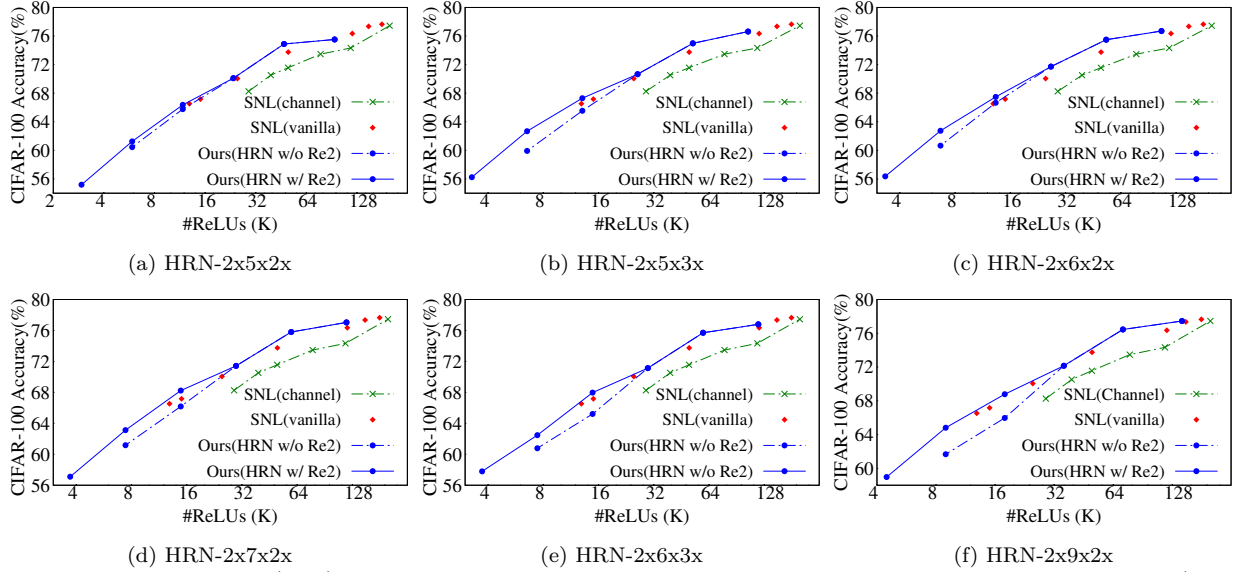 CIFAR-100 Accuracy(%)
80
76
72
68
64
60
56
SNL(channel)
SNL(vanilla)
Ours(HRN w/o Re2)
Ours(HRN w/ Re2)
2 4 8 16 32 64 128
#ReLUs (K)
(a) HRN-2x5x2x
CIFAR-100 Accuracy(%)
80
76
72
68
64
60
56
SNL(channel)
SNL(vanilla)
Ours(HRN w/o Re2)
Ours(HRN w/ Re2)
4 8 16 32 64 128
#ReLUs (K)
(b) HRN-2x5x3x
CIFAR-100 Accuracy(%)
80
76
72
68
64
60
56
SNL(channel)
SNL(vanilla)
Ours(HRN w/o Re2)
Ours(HRN w/ Re2)
4 8 16 32 64 128
#ReLUs (K)
(c) HRN-2x6x2x
CIFAR-100 Accuracy(%)
80
76
72
68
64
60
56
SNL(channel)
SNL(vanilla)
Ours(HRN w/o Re2)
Ours(HRN w/ Re2)
4 8 16 32 64 128
#ReLUs (K)
(d) HRN-2x7x2x
CIFAR-100 Accuracy(%)
80
76
72
68
64
60
56
SNL(channel)
SNL(vanilla)
Ours(HRN w/o Re2)
Ours(HRN w/ Re2)
4 8 16 32 64 128
#ReLUs (K)
(e) HRN-2x6x3x
CIFAR-100 Accuracy(%)
80
76
72
68
64
60
SNL(channel)
SNL(vanilla)
Ours(HRN w/o Re2)
Ours(HRN w/ Re2)
4 8 16 32 64 128
#ReLUs (K)
(f) HRN-2x9x2x